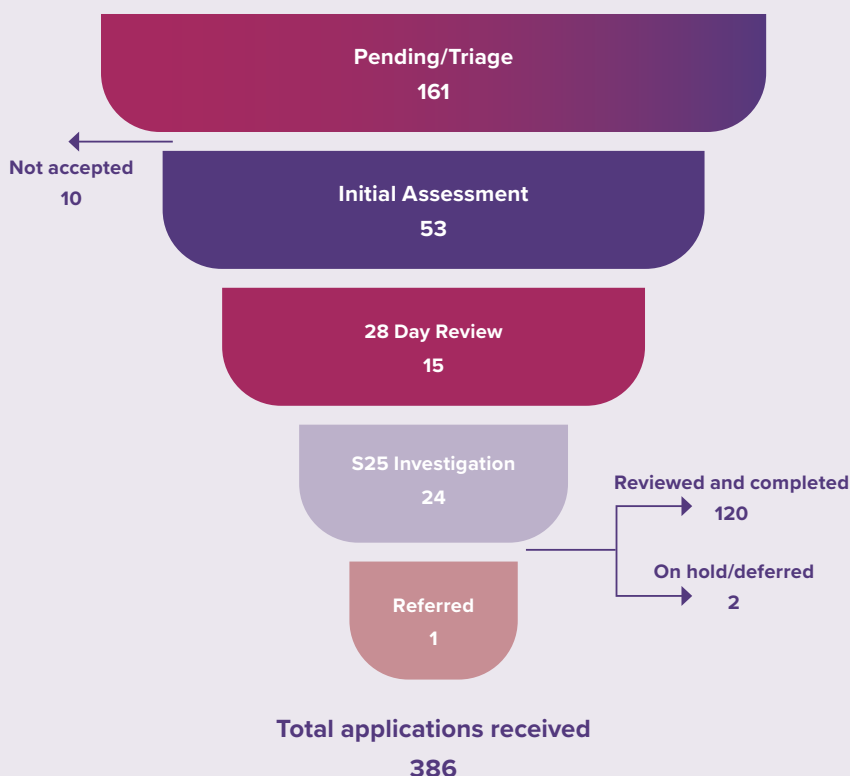 Pending/Triage
161
Not accepted
10
Initial Assessment
53
28 Day Review
15
S25 Investigation
24
Reviewed and completed
120
On hold/deferred
2
Referred
1
Total applications received
386